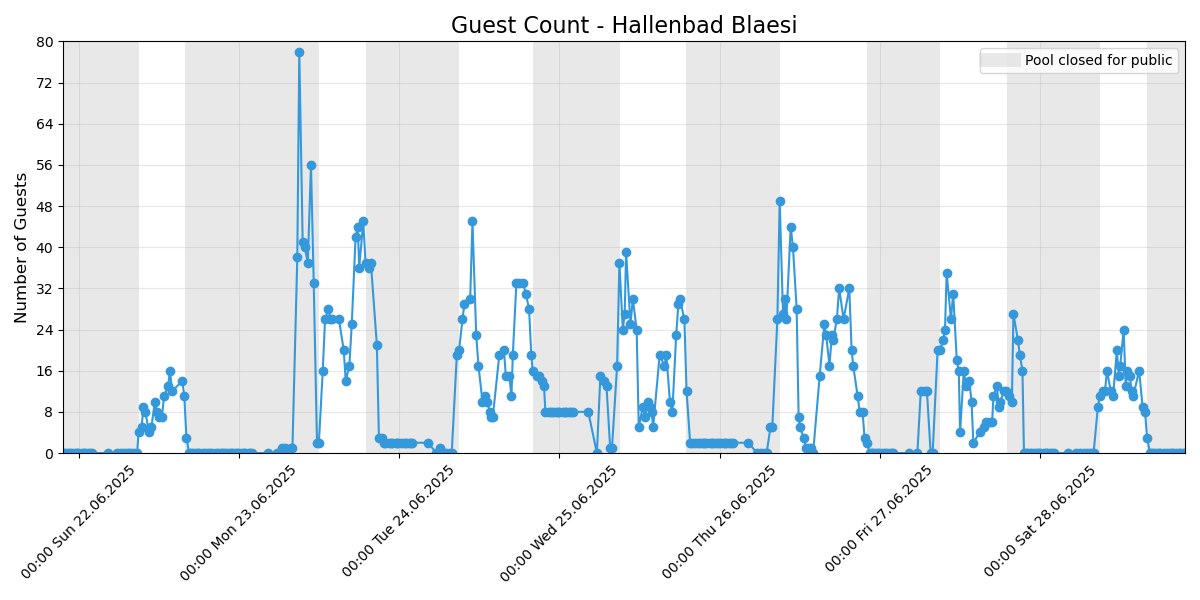 Guest Count - Hallenbad Blaesi
80
72
64
56
48
40
32
24
16
8
0
Number of Guests
Pool closed for public
00:00 Sun 22.06.2025
00:00 Mon 23.06.2025
00:00 Tue 24.06.2025
00:00 Wed 25.06.2025
00:00 Thu 26.06.2025
00:00 Fri 27.06.2025
00:00 Sat 28.06.2025